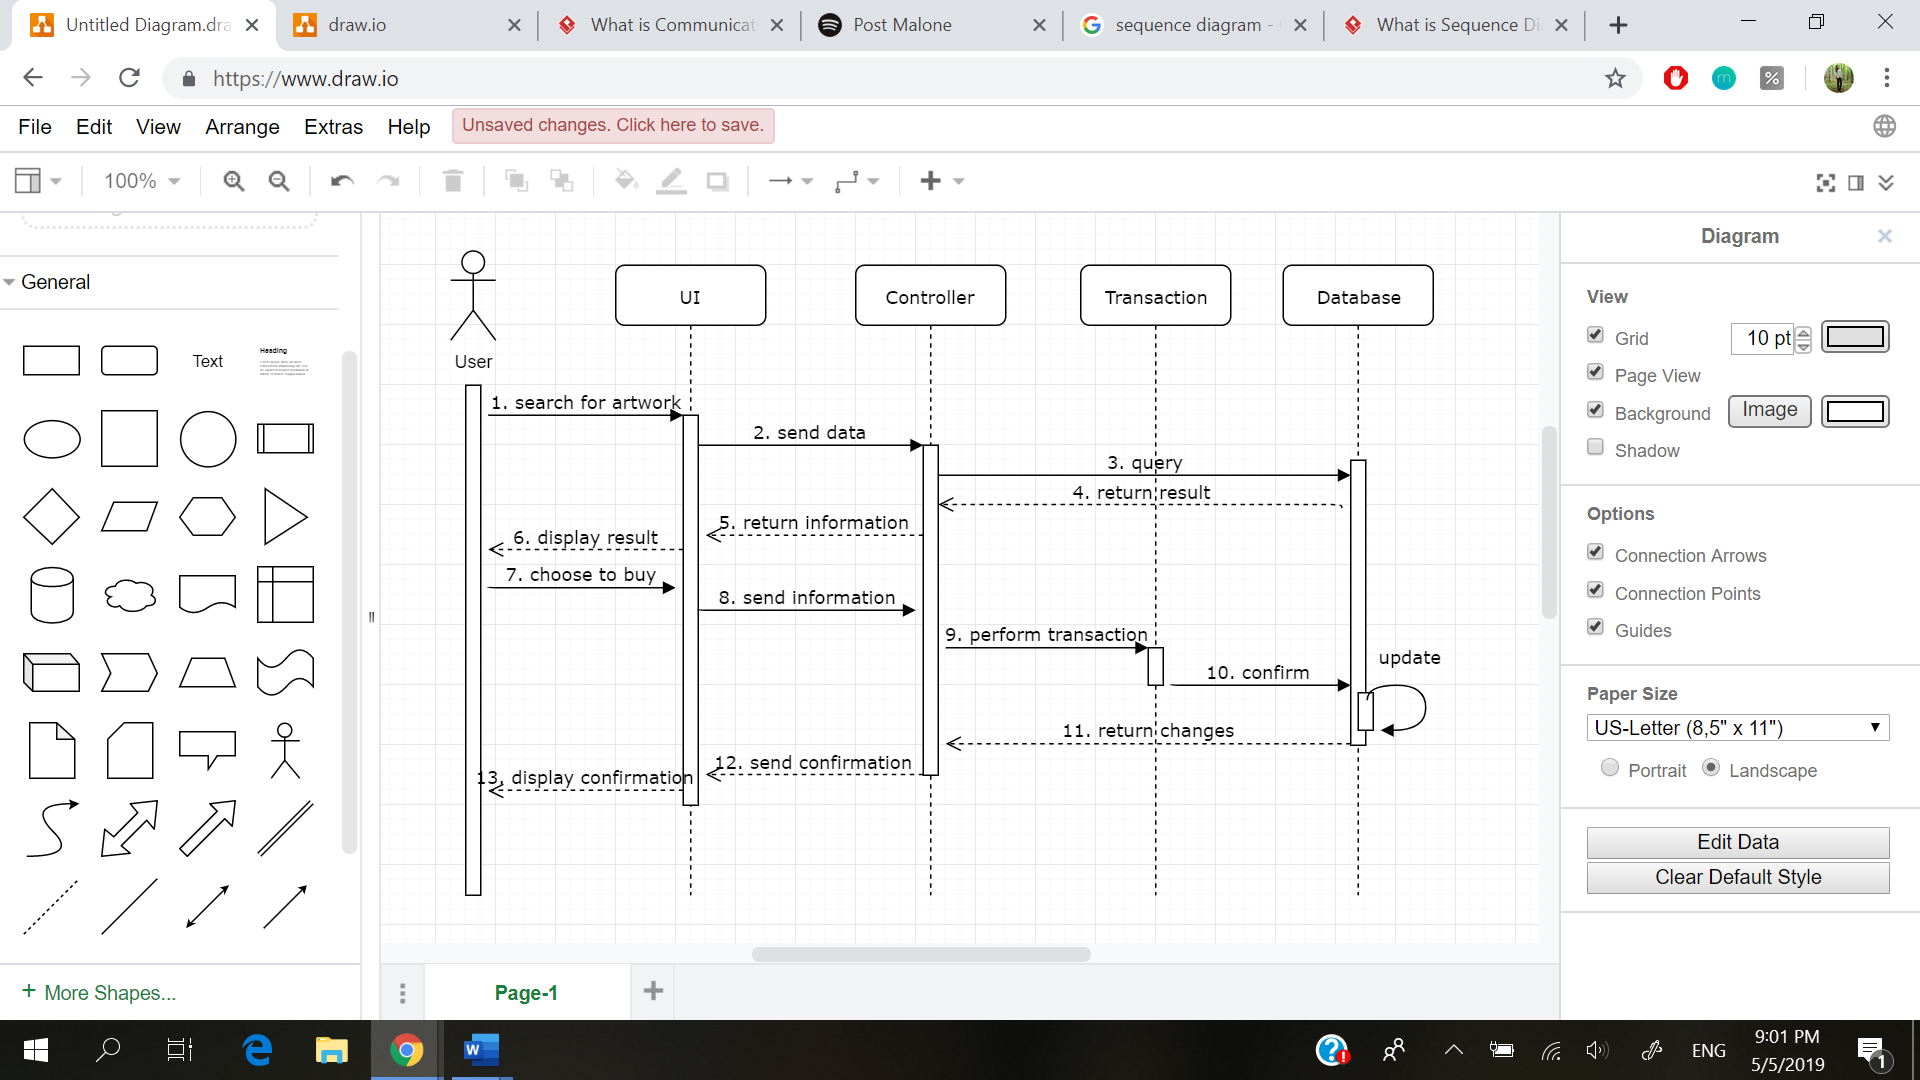 Untitled Diagram.dra
draw.io
What is Communicat
Post Malone
sequence diagram -
What is Sequence Di
https://www.draw.io
File Edit View Arrange Extras Help Unsaved changes. Click here to save.
100%
General
Text
Heading
More Shapes...
User
UI
Controller
Transaction
Database
1. search for artwork
2. send data
3. query
4. return result
5. return information
6. display result
7. choose to buy
8. send information
9. perform transaction
10. confirm
update
11. return changes
12. send confirmation
13. display confirmation
Page-1
Diagram
View
Grid 10 pt
Page View
Background Image
Shadow
Options
Connection Arrows
Connection Points
Guides
Paper Size
US-Letter (8,5" x 11")
Portrait Landscape
Edit Data
Clear Default Style
ENG
9:01 PM
5/5/2019
1